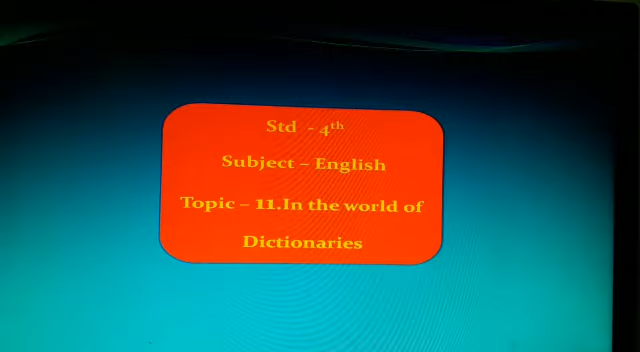 Std - 4th
Subject – English
Topic – 11.In the world of
Dictionaries